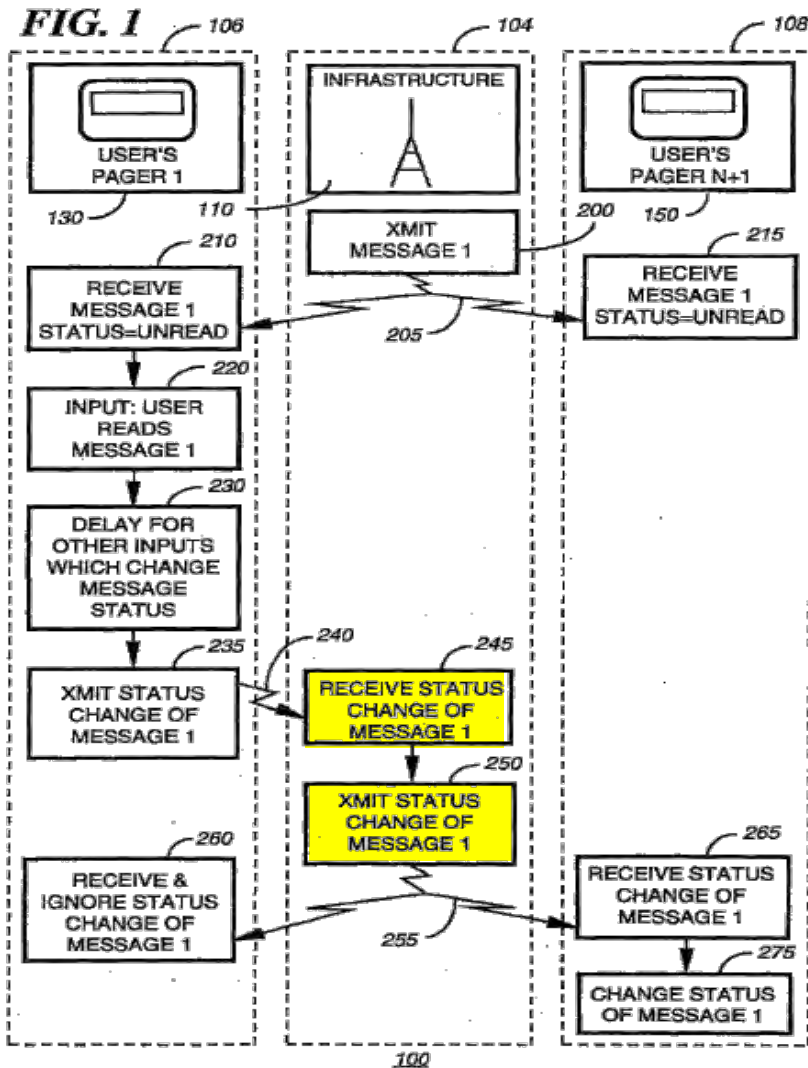 FIG. 1
106
104
108
USER'S
PAGER 1
130
INFRASTRUCTURE
110
USER'S
PAGER N+1
150
XMIT
MESSAGE 1
200
210
RECEIVE
MESSAGE 1
STATUS=UNREAD
205
215
RECEIVE
MESSAGE 1
STATUS=UNREAD
220
INPUT: USER
READS
MESSAGE 1
230
DELAY FOR
OTHER INPUTS
WHICH CHANGE
MESSAGE
STATUS
235
XMIT STATUS
CHANGE OF
MESSAGE 1
240
245
RECEIVE STATUS
CHANGE OF
MESSAGE 1
250
XMIT STATUS
CHANGE OF
MESSAGE 1
260
RECEIVE &
IGNORE STATUS
CHANGE OF
MESSAGE 1
255
265
RECEIVE STATUS
CHANGE OF
MESSAGE 1
275
CHANGE STATUS
OF MESSAGE 1
100